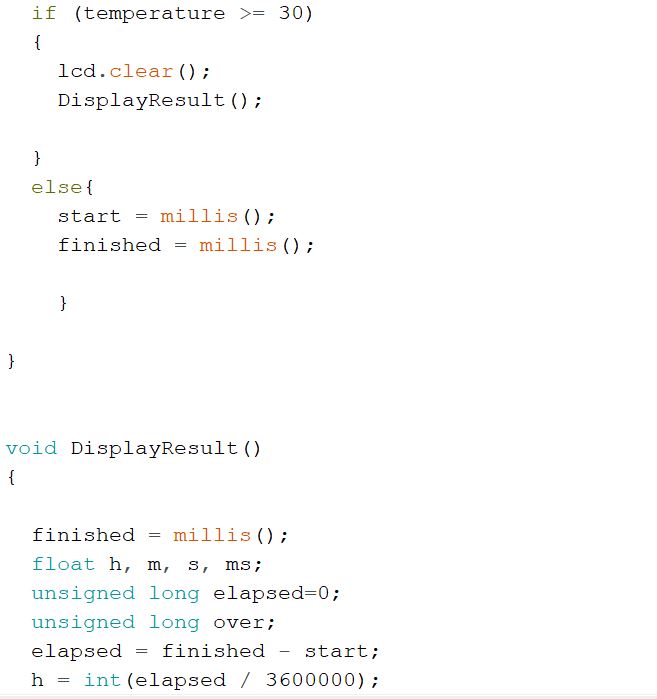 if (temperature >= 30)
{
lcd.clear();
DisplayResult();
}
else{
start = millis();
finished = millis();
}
}
void DisplayResult()
{
finished = millis();
float h, m, s, ms;
unsigned long elapsed=0;
unsigned long over;
elapsed = finished - start;
h = int(elapsed / 3600000);